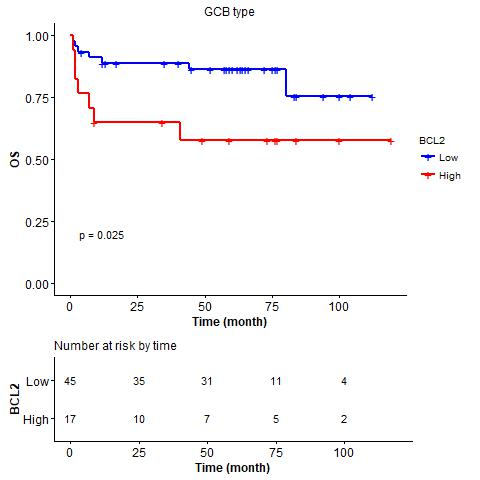 GCB type
1.00
0.75
0.50
0.25
0.00
OS
p = 0.025
0 25 50 75 100
Time (month)
BCL2
Low
High
Number at risk by time
BCL2
Low 45 35 31 11 4
High 17 10 7 5 2
0 25 50 75 100
Time (month)